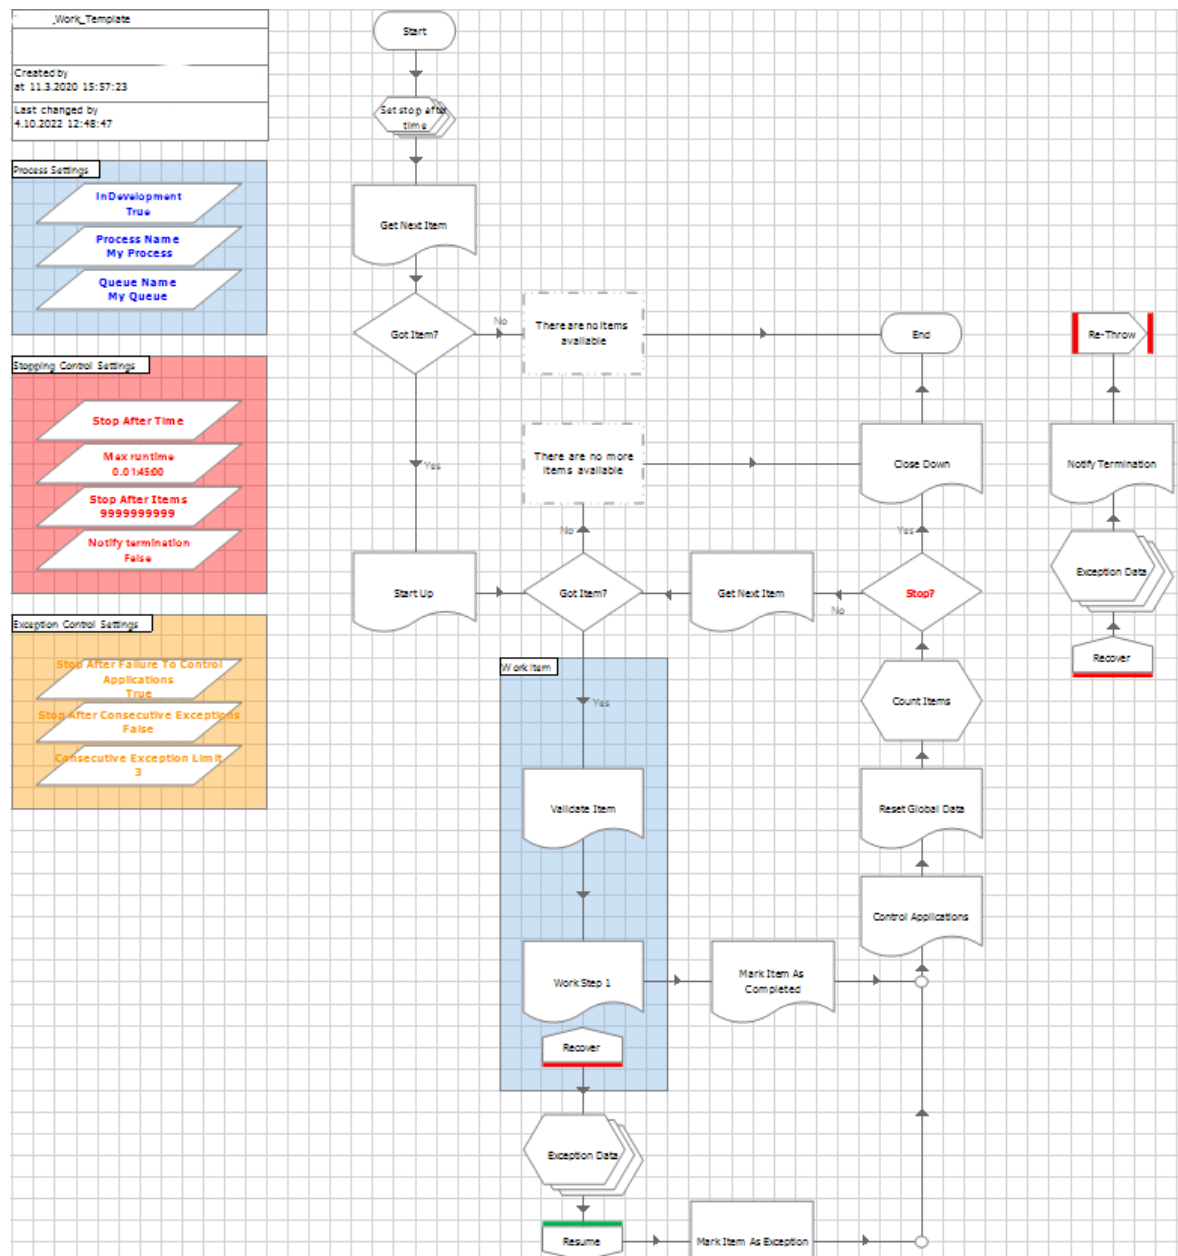 _Work_Template
Created by
at 11.3.2020 15:57:23
Last changed by
4.10.2022 12:48:47
Process Settings
InDevelopment
True
Process Name
My Process
Queue Name
My Queue
Stopping Control Settings
Stop After Time
Max runtime
0.01:45:00
Stop After Items
9999999999
Notify termination
False
Exception Control Settings
Stop After Failure To Control
Applications
True
Stop After Consecutive Exceptions
False
Consecutive Exception Limit
3
Start
Set stop after
time
Get Next Item
Got Item?
No
There are no items
available
End
Re-Throw
Yes
There are no more
items available
Close Down
Notify Termination
No
Yes
Start Up
Got Item?
Get Next Item
No
Stop?
Exception Data
Recover
Work Item
Yes
Count Items
Validate Item
Reset Global Data
Control Applications
Work Step 1
Mark Item As
Completed
Recover
Exception Data
Resume
Mark Item As Exception